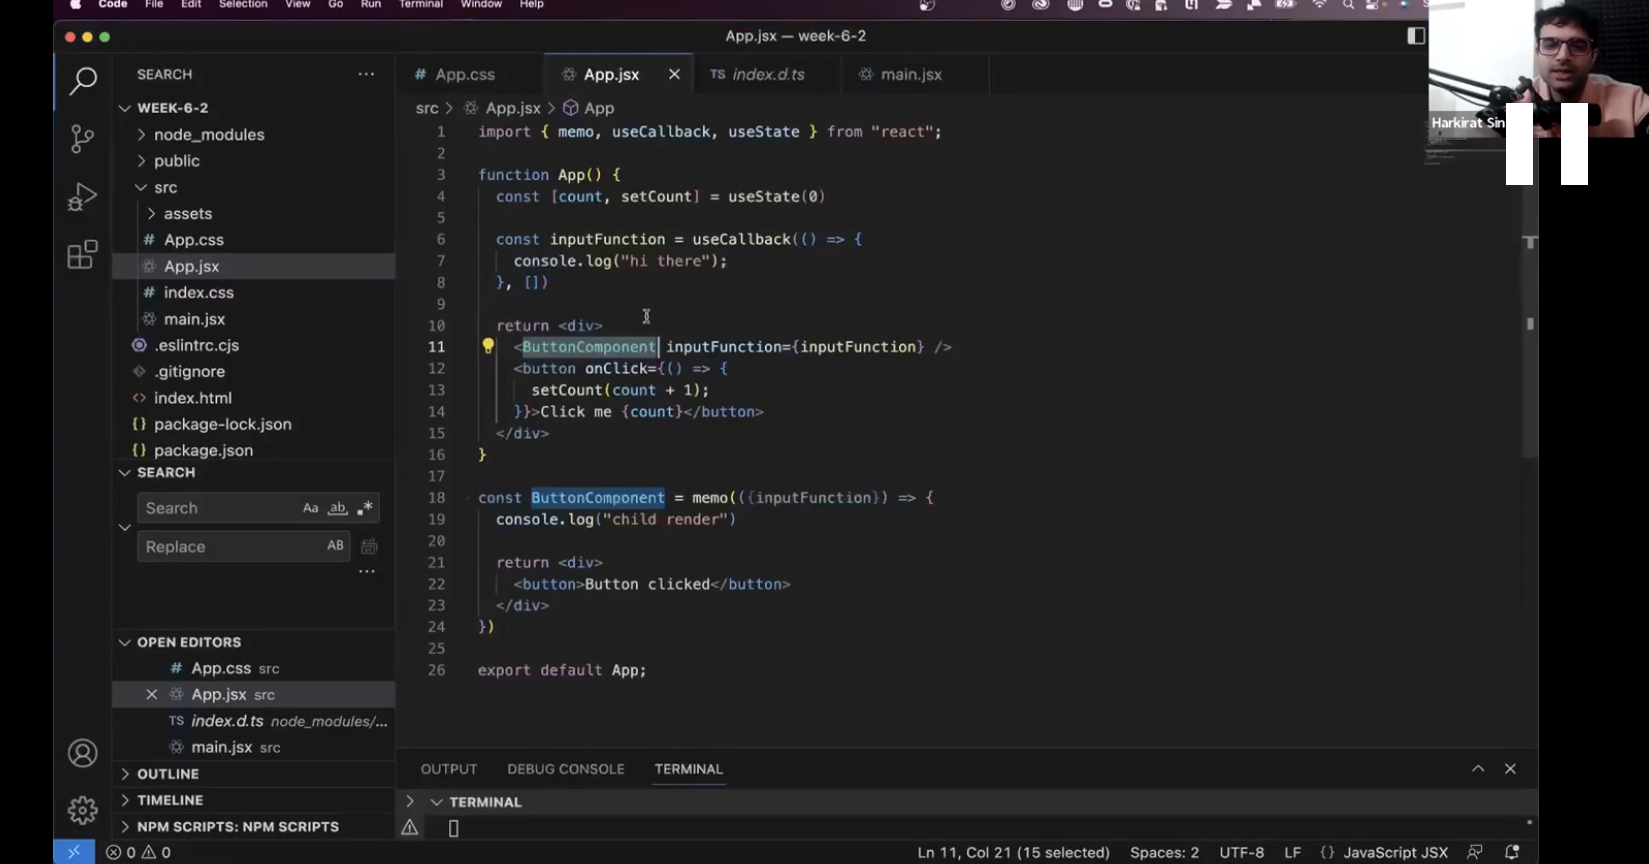 Code File Edit Selection View Go Run Terminal Window Help
App.jsx — week-6-2
SEARCH
WEEK-6-2
node_modules
public
src
assets
# App.css
App.jsx
# index.css
main.jsx
.eslintrc.cjs
.gitignore
<> index.html
{} package-lock.json
{} package.json
SEARCH
Search Aa ab .*
Replace AB
OPEN EDITORS
# App.css src
App.jsx src
TS index.d.ts node_modules/...
main.jsx src
OUTLINE
TIMELINE
NPM SCRIPTS: NPM SCRIPTS
# App.css App.jsx TS index.d.ts main.jsx
src > App.jsx > App
1 import { memo, useCallback, useState } from "react";
2
3 function App() {
4 const [count, setCount] = useState(0)
5
6 const inputFunction = useCallback(() => {
7 console.log("hi there");
8 }, [])
9
10 return <div>
11 <ButtonComponent inputFunction={inputFunction} />
12 <button onClick={() => {
13 setCount(count + 1);
14 }}>Click me {count}</button>
15 </div>
16 }
17
18 const ButtonComponent = memo(({inputFunction}) => {
19 console.log("child render")
20
21 return <div>
22 <button>Button clicked</button>
23 </div>
24 })
25
26 export default App;
Harkirat Sin
OUTPUT DEBUG CONSOLE TERMINAL
TERMINAL
0 0 Ln 11, Col 21 (15 selected) Spaces: 2 UTF-8 LF {} JavaScript JSX